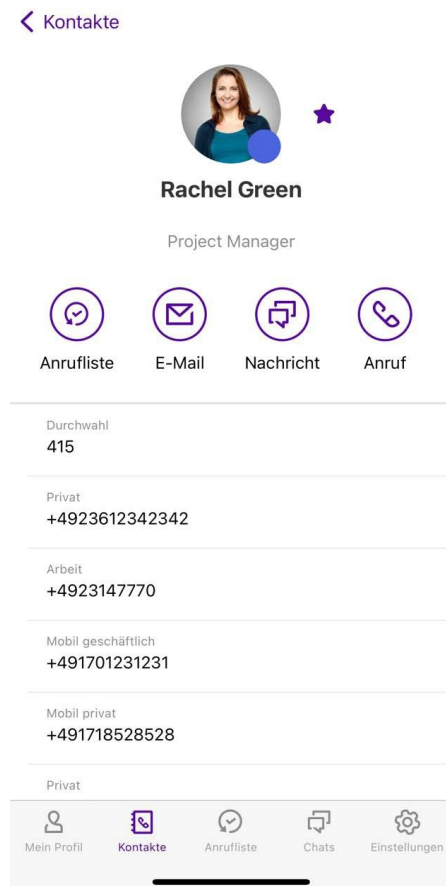 Kontakte
Rachel Green
Project Manager
Anrufliste E-Mail Nachricht Anruf
Durchwahl
415
Privat
+4923612342342
Arbeit
+4923147770
Mobil geschäftlich
+491701231231
Mobil privat
+491718528528
Privat
Mein Profil Kontakte Anrufliste Chats Einstellungen